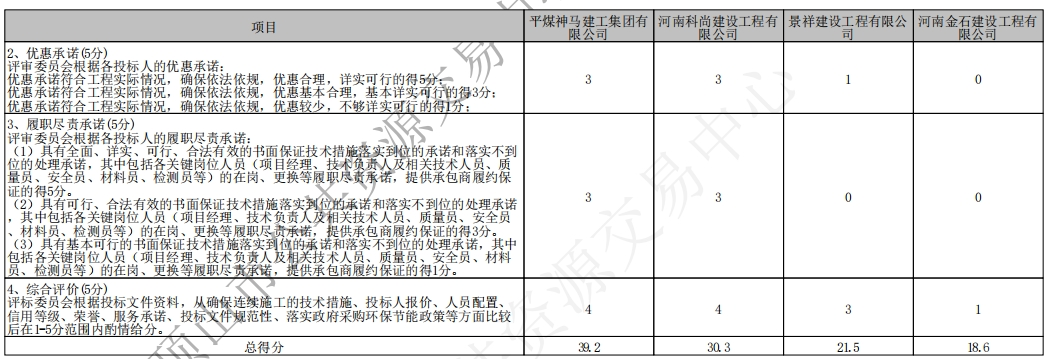 项目 平煤神马建工集团有限公司 河南科尚建设工程有限公司 景祥建设工程有限公司 河南金石建设工程有限公司
2、优惠承诺(5分)
评审委员会根据各投标人的优惠承诺:
优惠承诺符合工程实际情况，确保依法依规，优惠合理，详实可行的得5分;
优惠承诺符合工程实际情况，确保依法依规，优惠基本合理，基本详实可行的得3分;
优惠承诺符合工程实际情况，确保依法依规，优惠较少，不够详实可行的得1分;
3 3 1 0
3、履职尽责承诺(5分)
评审委员会根据各投标人的履职尽责承诺:
（1）具有全面、详实、可行、合法有效的书面保证技术措施落实到位的承诺和落实不到
位的处理承诺，其中包括各关键岗位人员（项目经理、技术负责人及相关技术人员、质
量员、安全员、材料员、检测员等）的在岗、更换等履职尽责承诺，提供承包商履约保
证的得5分。
（2）具有可行、合法有效的书面保证技术措施落实到位的承诺和落实不到位的处理承诺
，其中包括各关键岗位人员（项目经理、技术负责人及相关技术人员、质量员、安全员
、材料员、检测员等）的在岗、更换等履职尽责承诺，提供承包商履约保证的得3分。
（3）具有基本可行的书面保证技术措施落实到位的承诺和落实不到位的处理承诺，其中
包括各关键岗位人员（项目经理、技术负责人及相关技术人员、质量员、安全员、材料
员、检测员等）的在岗、更换等履职尽责承诺，提供承包商履约保证的得1分。
3 3 0 0
4、综合评价(5分)
评标委员会根据投标文件资料，从确保连续施工的技术措施、投标人报价、人员配置、
信用等级、荣誉、服务承诺、投标文件规范性、落实政府采购环保节能政策等方面比较
后在1-5分范围内酌情给分。
4 4 3 1
总得分 39.2 30.3 21.5 18.6